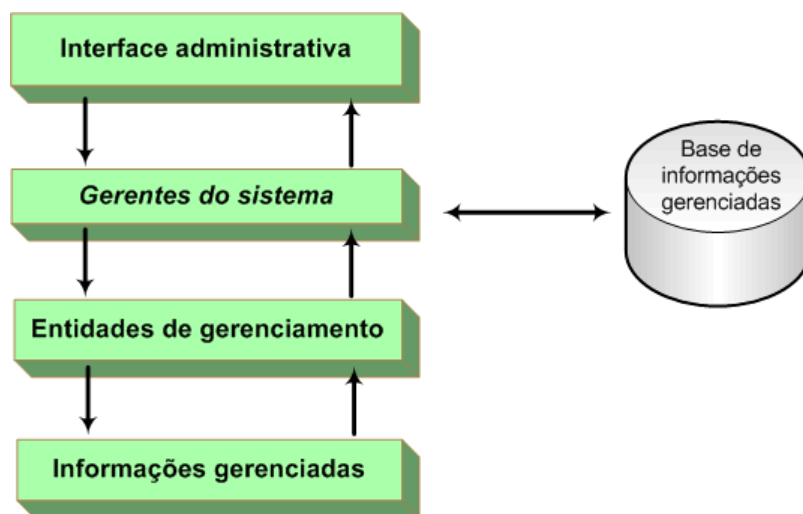 Interface administrativa
Gerentes do sistema
Entidades de gerenciamento
Informações gerenciadas
Base de
informações
gerenciadas